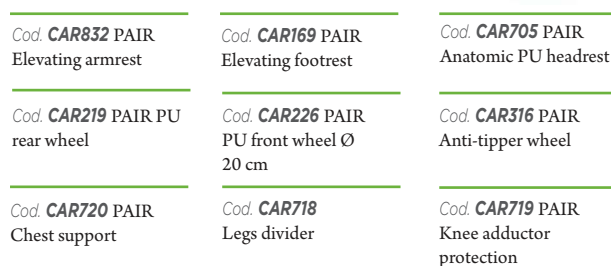 Cod. CAR832 PAIR
Elevating armrest
Cod. CAR169 PAIR
Elevating footrest
Cod. CAR705 PAIR
Anatomic PU headrest
Cod. CAR219 PAIR PU
rear wheel
Cod. CAR226 PAIR
PU front wheel Ø
20 cm
Cod. CAR316 PAIR
Anti-tipper wheel
Cod. CAR720 PAIR
Chest support
Cod. CAR718
Legs divider
Cod. CAR719 PAIR
Knee adductor
protection